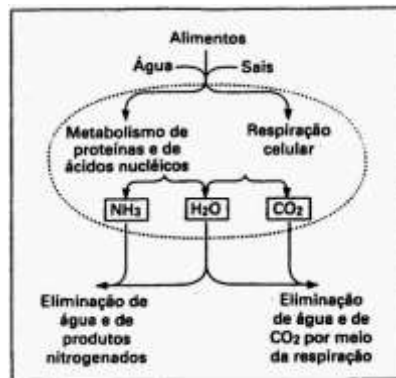 Alimentos
Água Sais
Metabolismo de
proteínas e de
ácidos nucléicos
Respiração
celular
NH3 H2O CO2
Eliminação de
água e de
produtos
nitrogenados
Eliminação
de água e de
CO2 por meio
da respiração